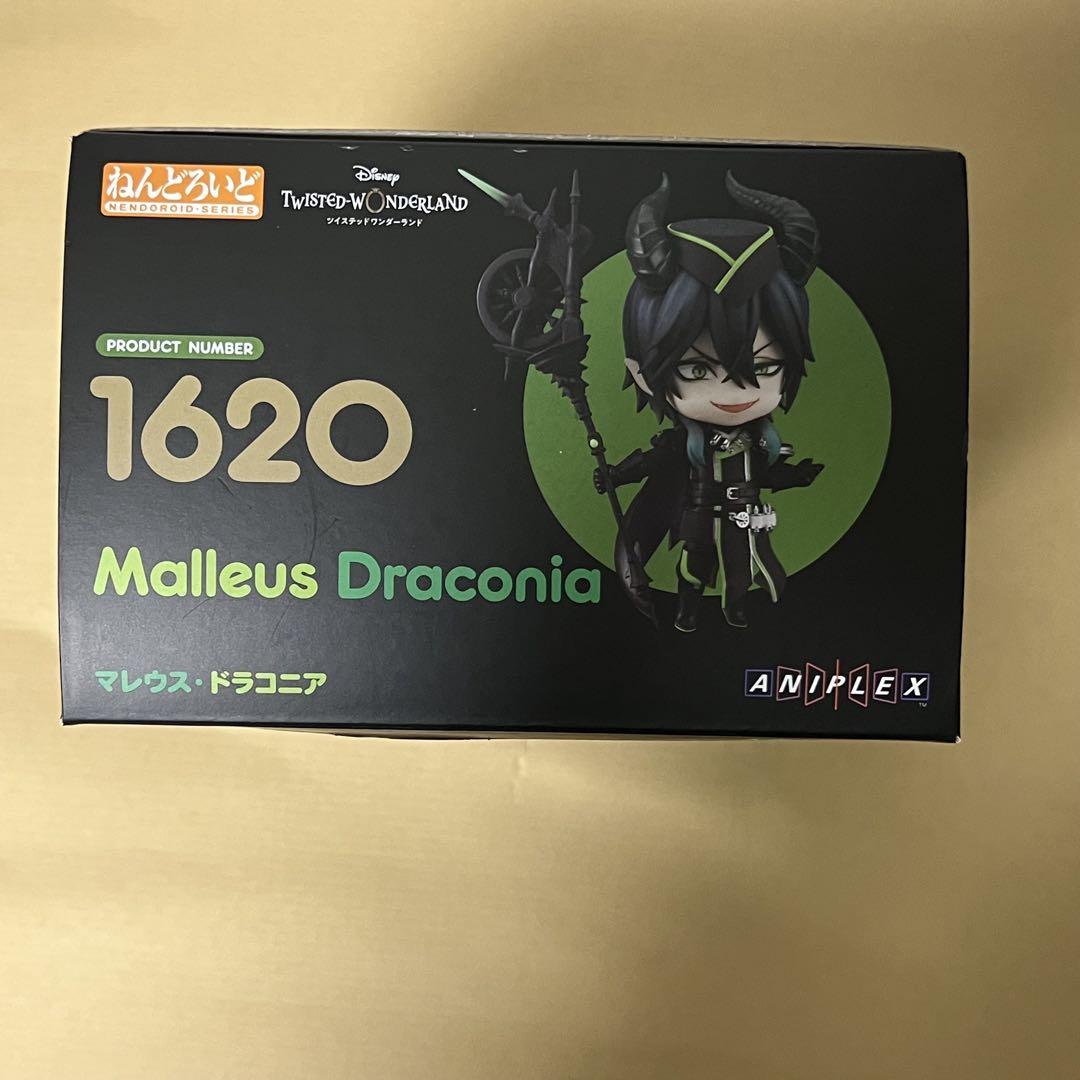 ねんどろいど
NENDOROID・SERIES
Disney
TWISTED-WONDERLAND
ツイステッドワンダーランド
PRODUCT NUMBER
1620
Malleus Draconia
マレウス・ドラコニア
ANIPLEX
TM